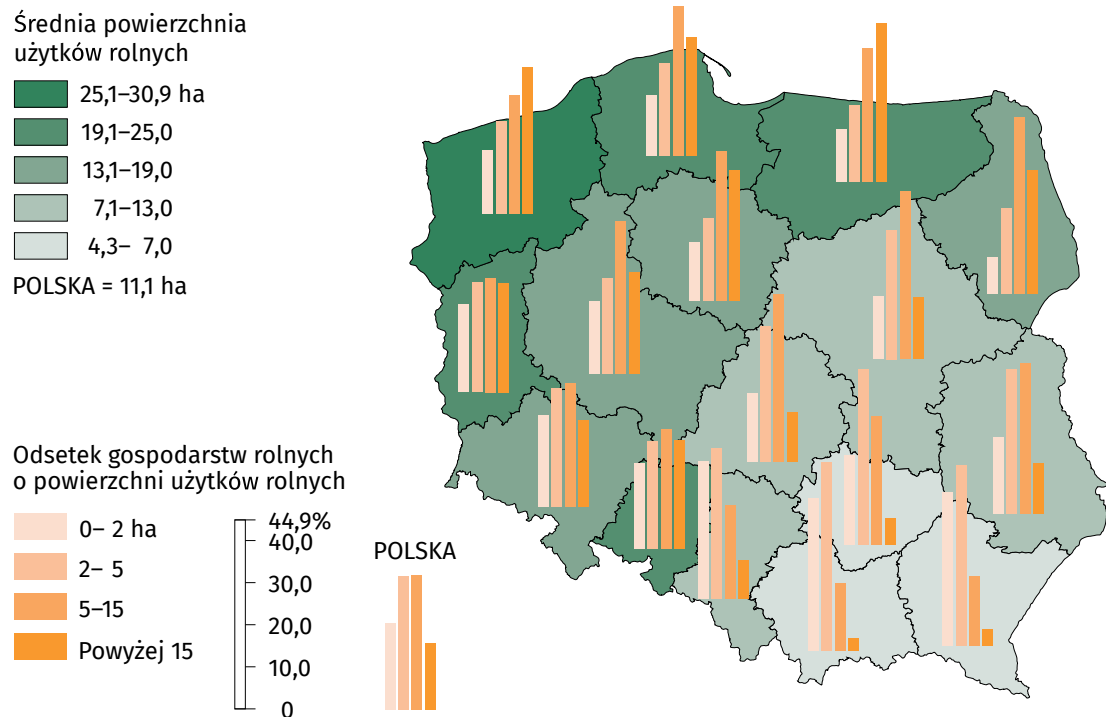 Średnia powierzchnia
użytków rolnych
25,1–30,9 ha
19,1–25,0
13,1–19,0
7,1–13,0
4,3– 7,0
POLSKA = 11,1 ha
Odsetek gospodarstw rolnych
o powierzchni użytków rolnych
0– 2 ha
2– 5
5–15
Powyżej 15
44,9%
40,0
30,0
20,0
10,0
0
POLSKA